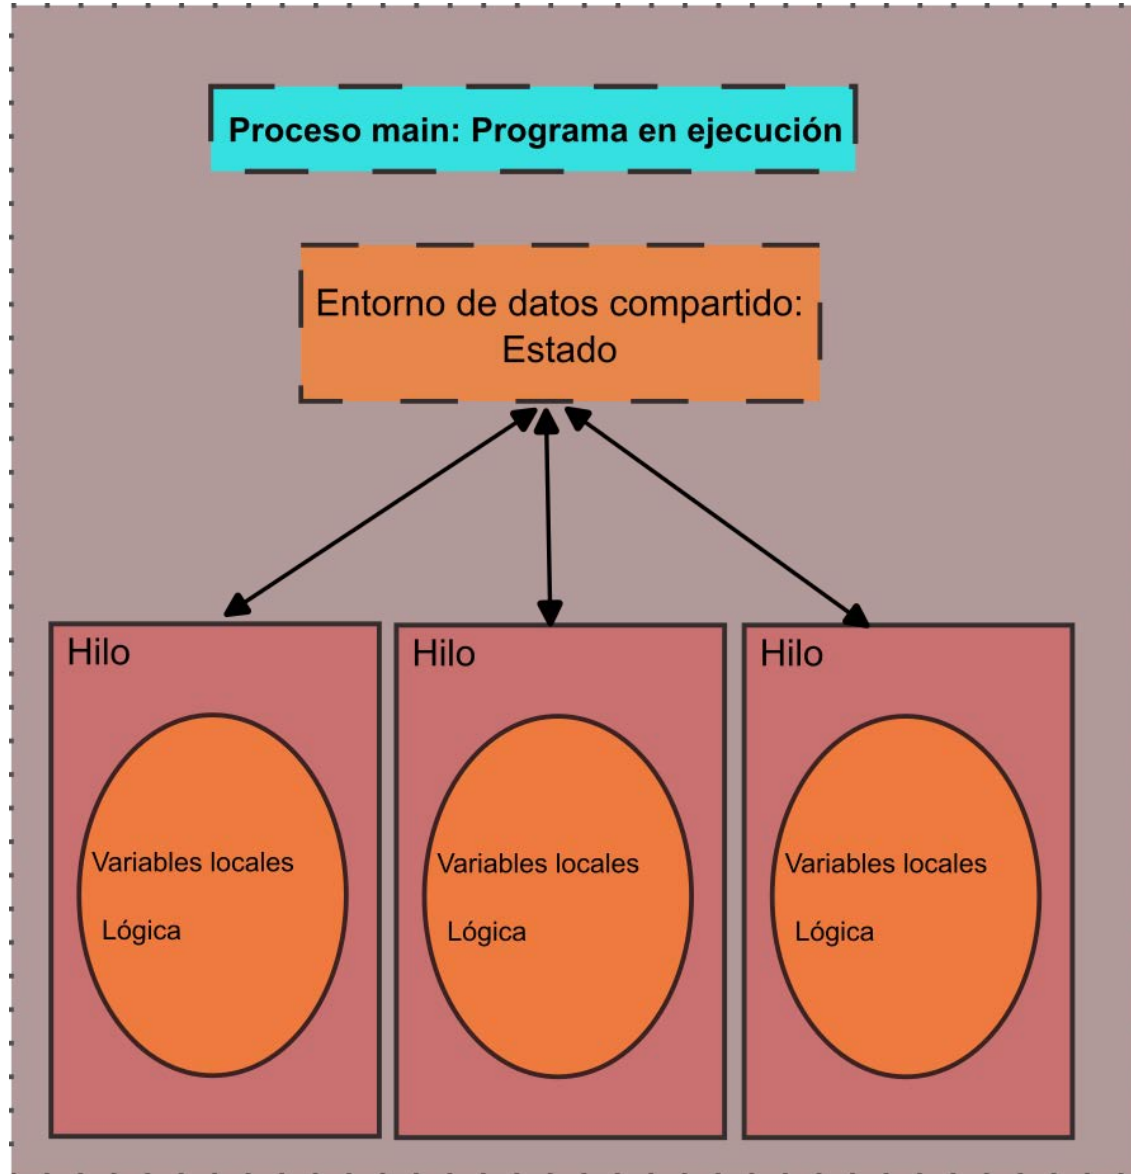 Proceso main: Programa en ejecución
Entorno de datos compartido:
Estado
Hilo
Variables locales
Lógica
Hilo
Variables locales
Lógica
Hilo
Variables locales
Lógica